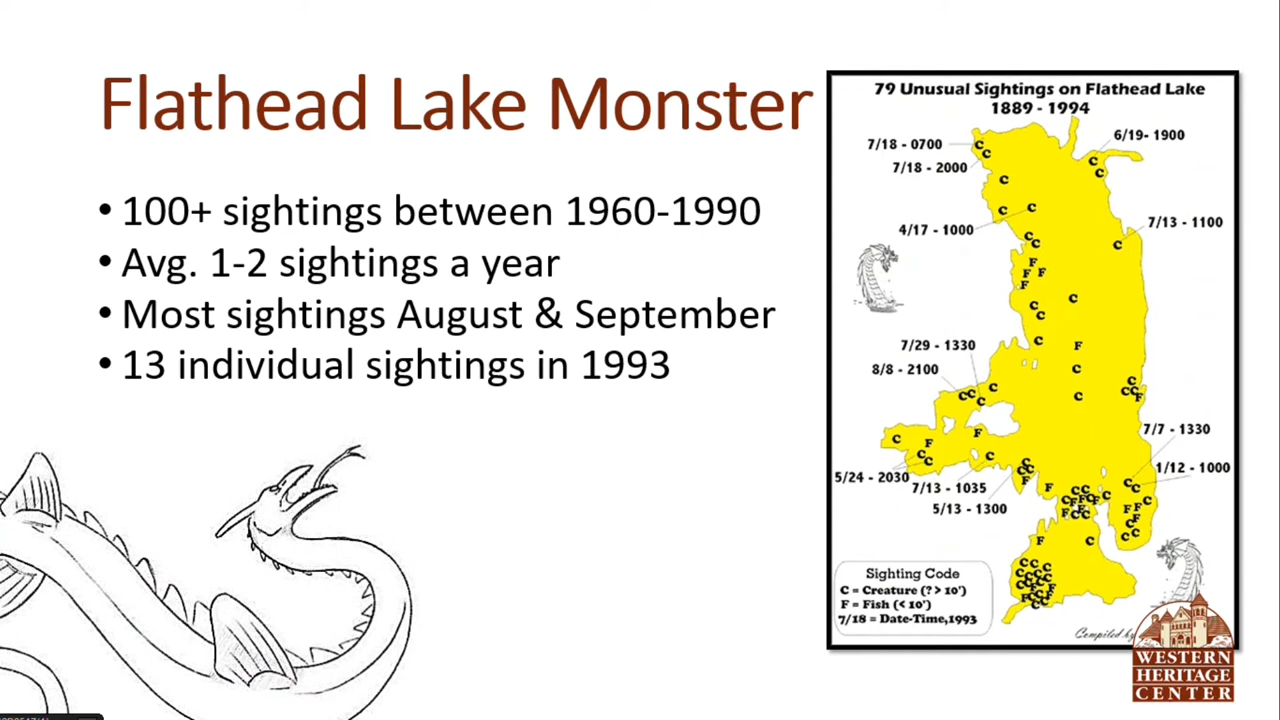 Flathead Lake Monster
• 100+ sightings between 1960-1990
• Avg. 1-2 sightings a year
• Most sightings August & September
• 13 individual sightings in 1993
79 Unusual Sightings on Flathead Lake
1889 - 1994
7/18 - 0700
6/19- 1900
7/18 - 2000
C
C
C
C
C
C
C
4/17 - 1000
7/13 - 1100
C
C
C
F
F
F
F
C
C
C
C
F
C
C
7/29 - 1330
8/8 - 2100
C
C
C
C
C
C
C
F
7/7 - 1330
C
F
F
C
C
C
1/12 - 1000
5/24 - 2030
7/13 - 1035
5/13 - 1300
F
C
Sighting Code
C = Creature (? > 10')
F = Fish (< 10')
7/18 = Date-Time,1993
Compiled by
WESTERN
HERITAGE
CENTER